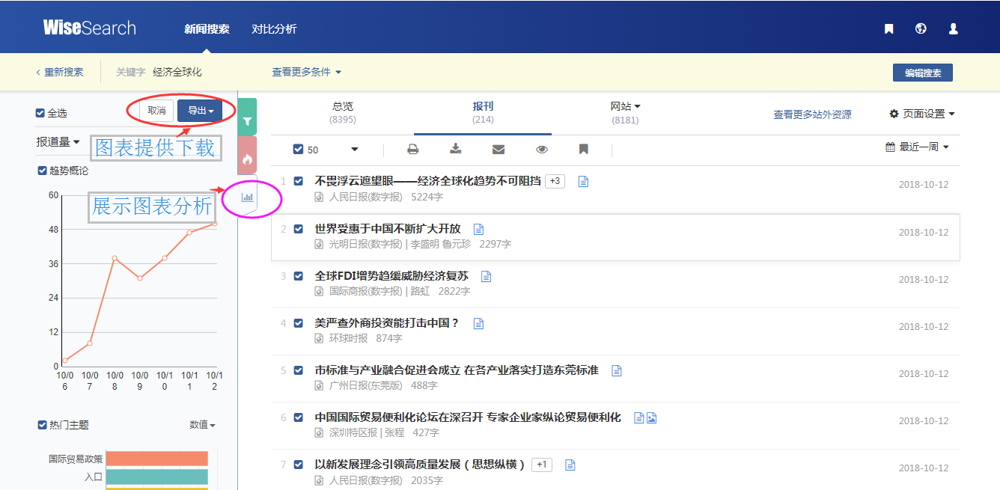 WiseSearch 新闻搜索 对比分析
重新搜索 关键字 经济全球化 查看更多条件 编辑搜索
全选 取消 导出
报道量
图表提供下载
趋势概论
展示图表分析
60
48
36
24
12
0
10/06 10/07 10/08 10/09 10/10 10/11 10/12
热门主题 数值
国际贸易政策
入口
总览 (8395)
报刊 (214)
网站 (8181)
查看更多站外资源 页面设置
50 最近一周
1 不畏浮云遮望眼——经济全球化趋势不可阻挡 +3 2018-10-12
人民日报(数字报) 5224字
2 世界受惠于中国不断扩大开放 2018-10-12
光明日报(数字报) | 李盛明 鲁元珍 2297字
3 全球FDI增势趋缓威胁经济复苏 2018-10-12
国际商报(数字报) | 路虹 2822字
4 美严查外商投资能打击中国？ 2018-10-12
环球时报 874字
5 市标准与产业融合促进会成立 在各产业落实打造东莞标准 2018-10-12
广州日报(东莞版) 488字
6 中国国际贸易便利化论坛在深召开 专家企业家纵论贸易便利化 2018-10-12
深圳特区报 | 张程 427字
7 以新发展理念引领高质量发展（思想纵横） +1 2018-10-12
人民日报(数字报) 2035字